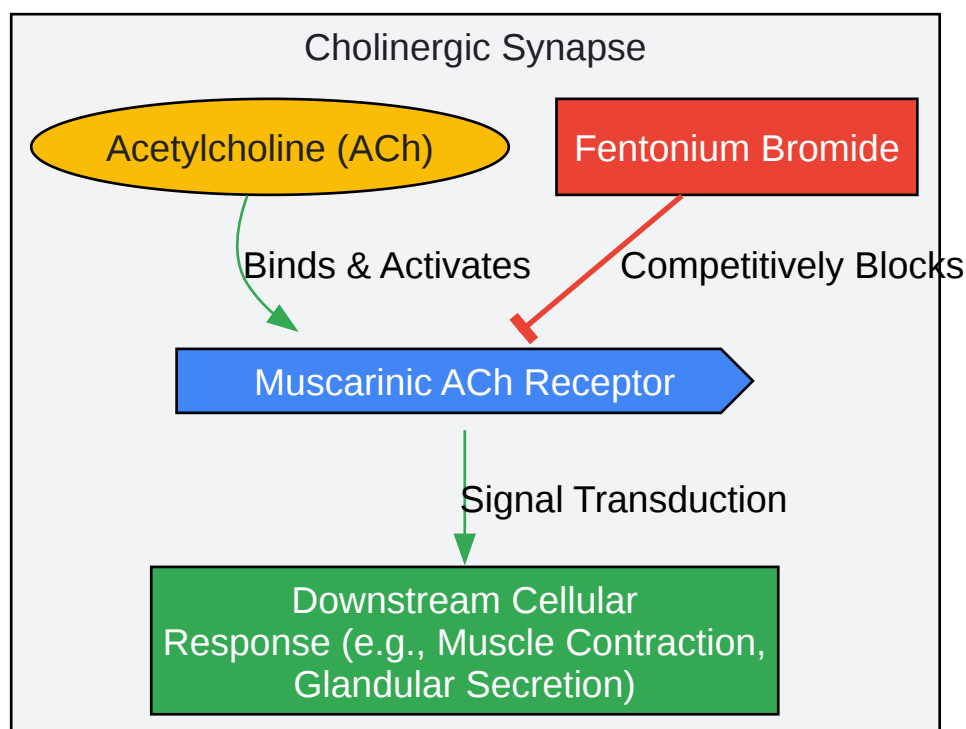 Cholinergic Synapse
Acetylcholine (ACh)
Fentonium Bromide
Binds & Activates
Competitively Blocks
Muscarinic ACh Receptor
Signal Transduction
Downstream Cellular
Response (e.g., Muscle Contraction,
Glandular Secretion)